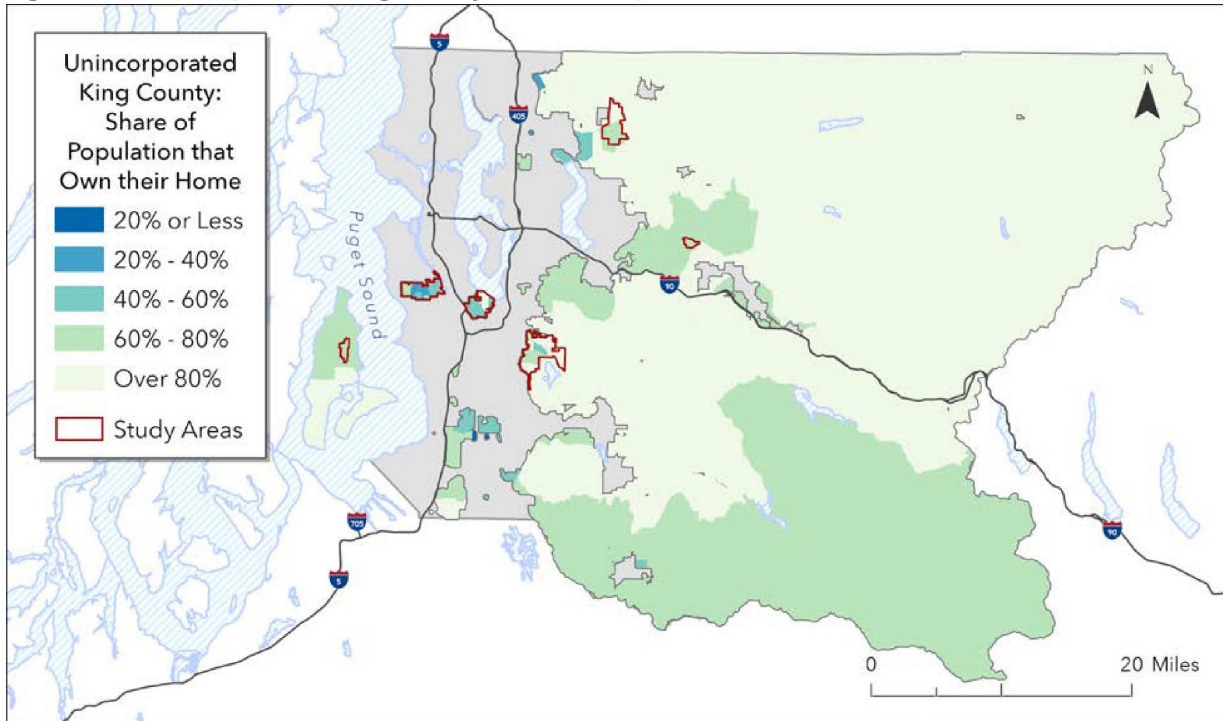 Unincorporated
King County:
Share of
Population that
Own their Home
20% or Less
20% - 40%
40% - 60%
60% - 80%
Over 80%
Study Areas
Puget Sound
5
405
90
705
5
90
N
0 20 Miles